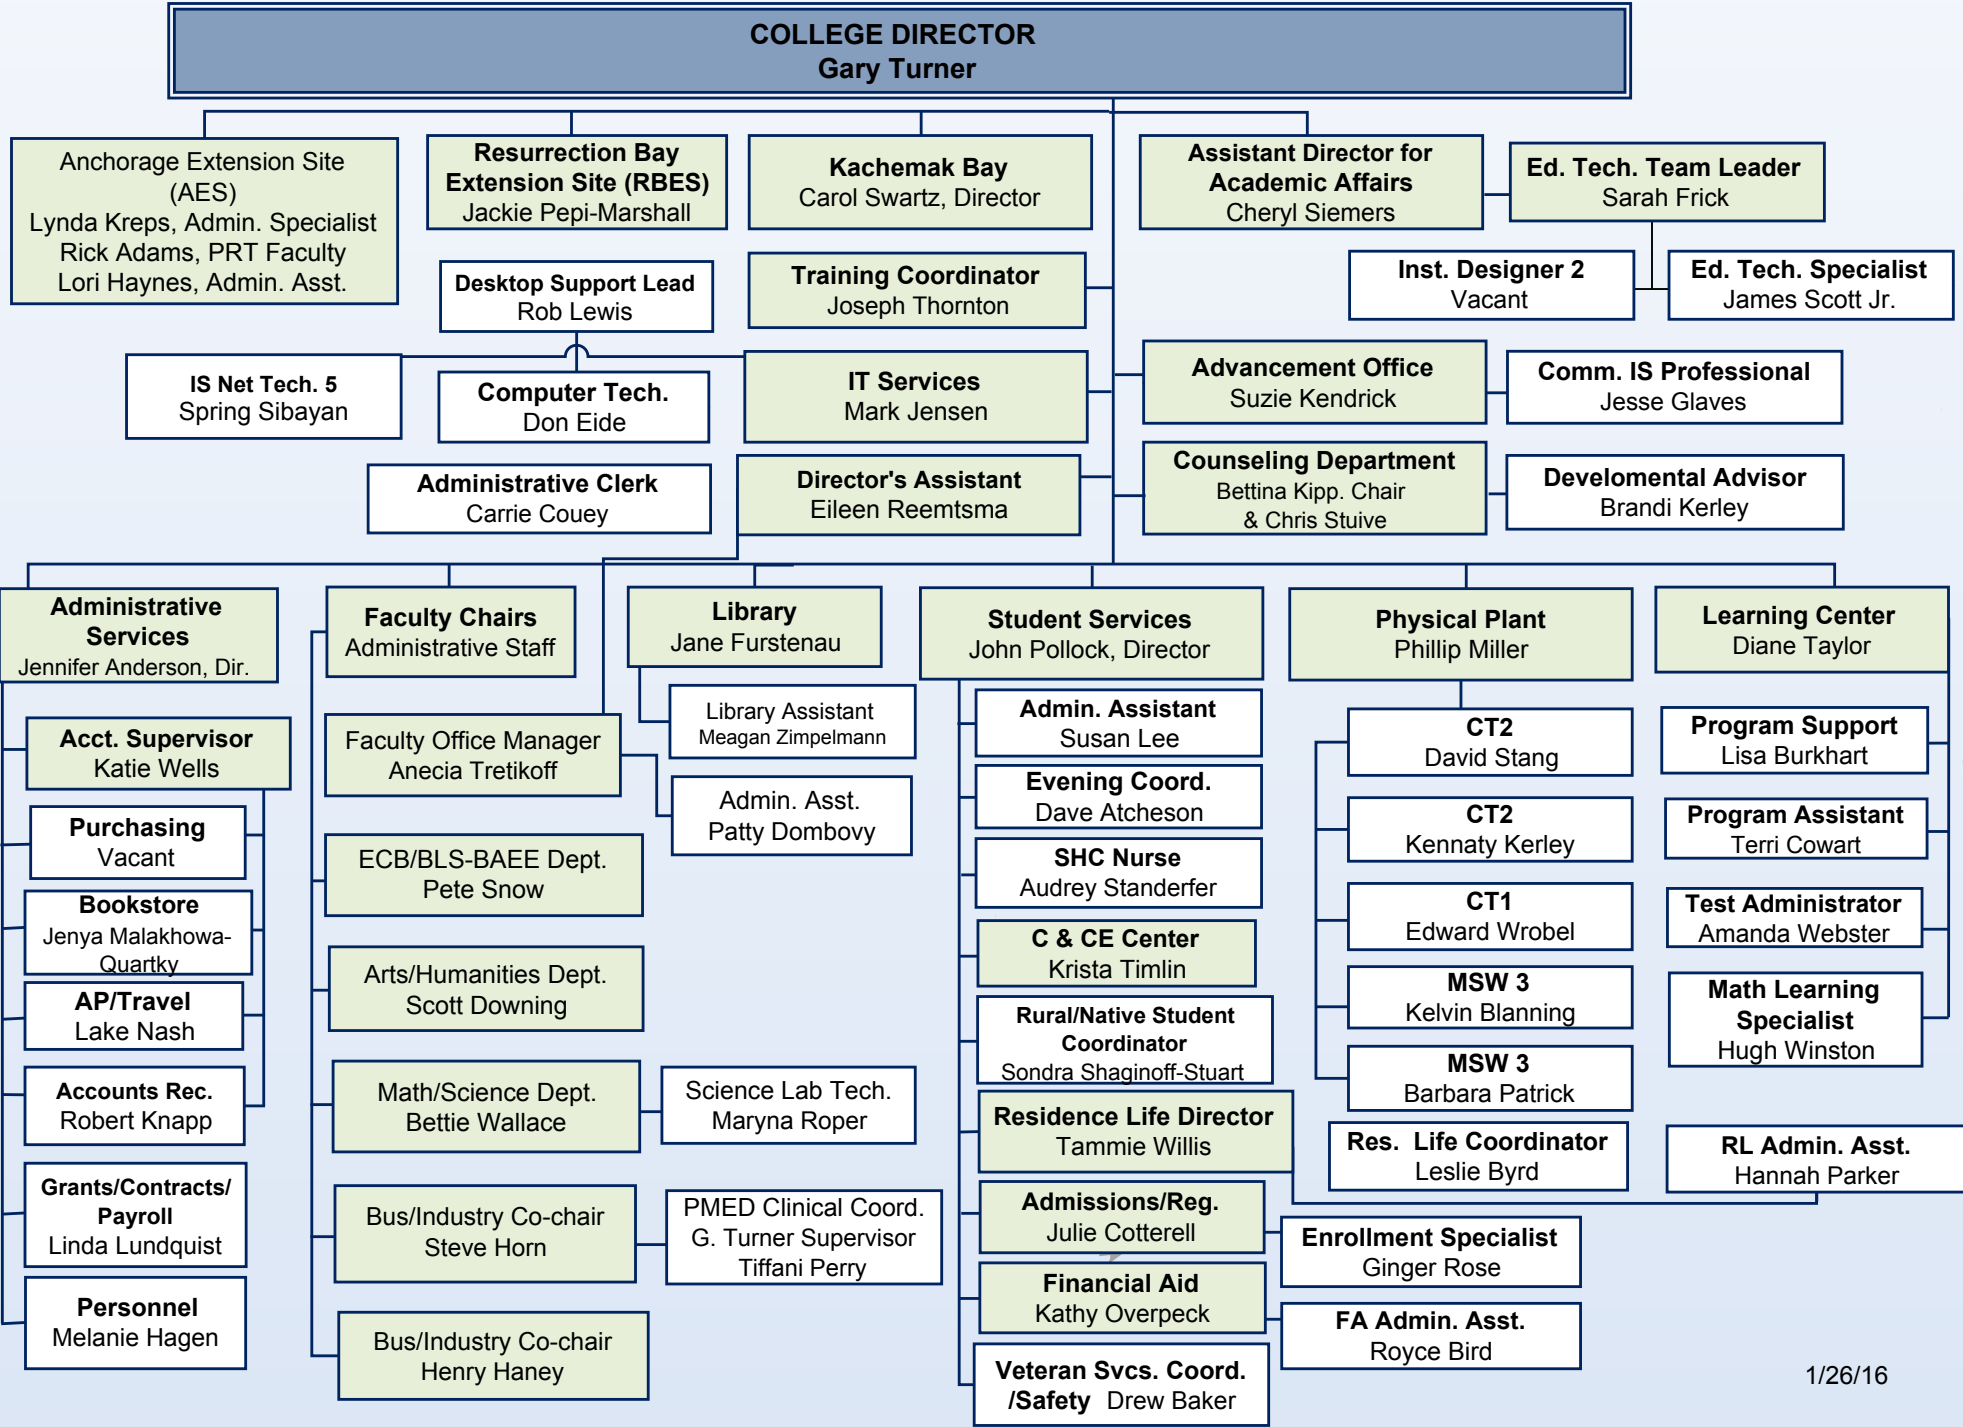 COLLEGE DIRECTOR
Gary Turner
Anchorage Extension Site
(AES)
Lynda Kreps, Admin. Specialist
Rick Adams, PRT Faculty
Lori Haynes, Admin. Asst.
Resurrection Bay
Extension Site (RBES)
Jackie Pepi-Marshall
Kachemak Bay
Carol Swartz, Director
Assistant Director for
Academic Affairs
Cheryl Siemers
Ed. Tech. Team Leader
Sarah Frick
Inst. Designer 2
Vacant
Ed. Tech. Specialist
James Scott Jr.
Desktop Support Lead
Rob Lewis
Training Coordinator
Joseph Thornton
IS Net Tech. 5
Spring Sibayan
Computer Tech.
Don Eide
IT Services
Mark Jensen
Advancement Office
Suzie Kendrick
Comm. IS Professional
Jesse Glaves
Administrative Clerk
Carrie Couey
Director's Assistant
Eileen Reemtsma
Counseling Department
Bettina Kipp. Chair
& Chris Stuive
Develomental Advisor
Brandi Kerley
Administrative
Services
Jennifer Anderson, Dir.
Acct. Supervisor
Katie Wells
Purchasing
Vacant
Bookstore
Jenya Malakhowa-
Quartky
AP/Travel
Lake Nash
Accounts Rec.
Robert Knapp
Grants/Contracts/
Payroll
Linda Lundquist
Personnel
Melanie Hagen
Faculty Chairs
Administrative Staff
Faculty Office Manager
Anecia Tretikoff
ECB/BLS-BAEE Dept.
Pete Snow
Arts/Humanities Dept.
Scott Downing
Math/Science Dept.
Bettie Wallace
Bus/Industry Co-chair
Steve Horn
Bus/Industry Co-chair
Henry Haney
Library
Jane Furstenau
Library Assistant
Meagan Zimpelmann
Admin. Asst.
Patty Dombovy
Science Lab Tech.
Maryna Roper
PMED Clinical Coord.
G. Turner Supervisor
Tiffani Perry
Student Services
John Pollock, Director
Admin. Assistant
Susan Lee
Evening Coord.
Dave Atcheson
SHC Nurse
Audrey Standerfer
C & CE Center
Krista Timlin
Rural/Native Student
Coordinator
Sondra Shaginoff-Stuart
Residence Life Director
Tammie Willis
Admissions/Reg.
Julie Cotterell
Financial Aid
Kathy Overpeck
Veteran Svcs. Coord.
/Safety Drew Baker
Physical Plant
Phillip Miller
CT2
David Stang
CT2
Kennaty Kerley
CT1
Edward Wrobel
MSW 3
Kelvin Blanning
MSW 3
Barbara Patrick
Res. Life Coordinator
Leslie Byrd
Enrollment Specialist
Ginger Rose
FA Admin. Asst.
Royce Bird
Learning Center
Diane Taylor
Program Support
Lisa Burkhart
Program Assistant
Terri Cowart
Test Administrator
Amanda Webster
Math Learning
Specialist
Hugh Winston
RL Admin. Asst.
Hannah Parker
1/26/16